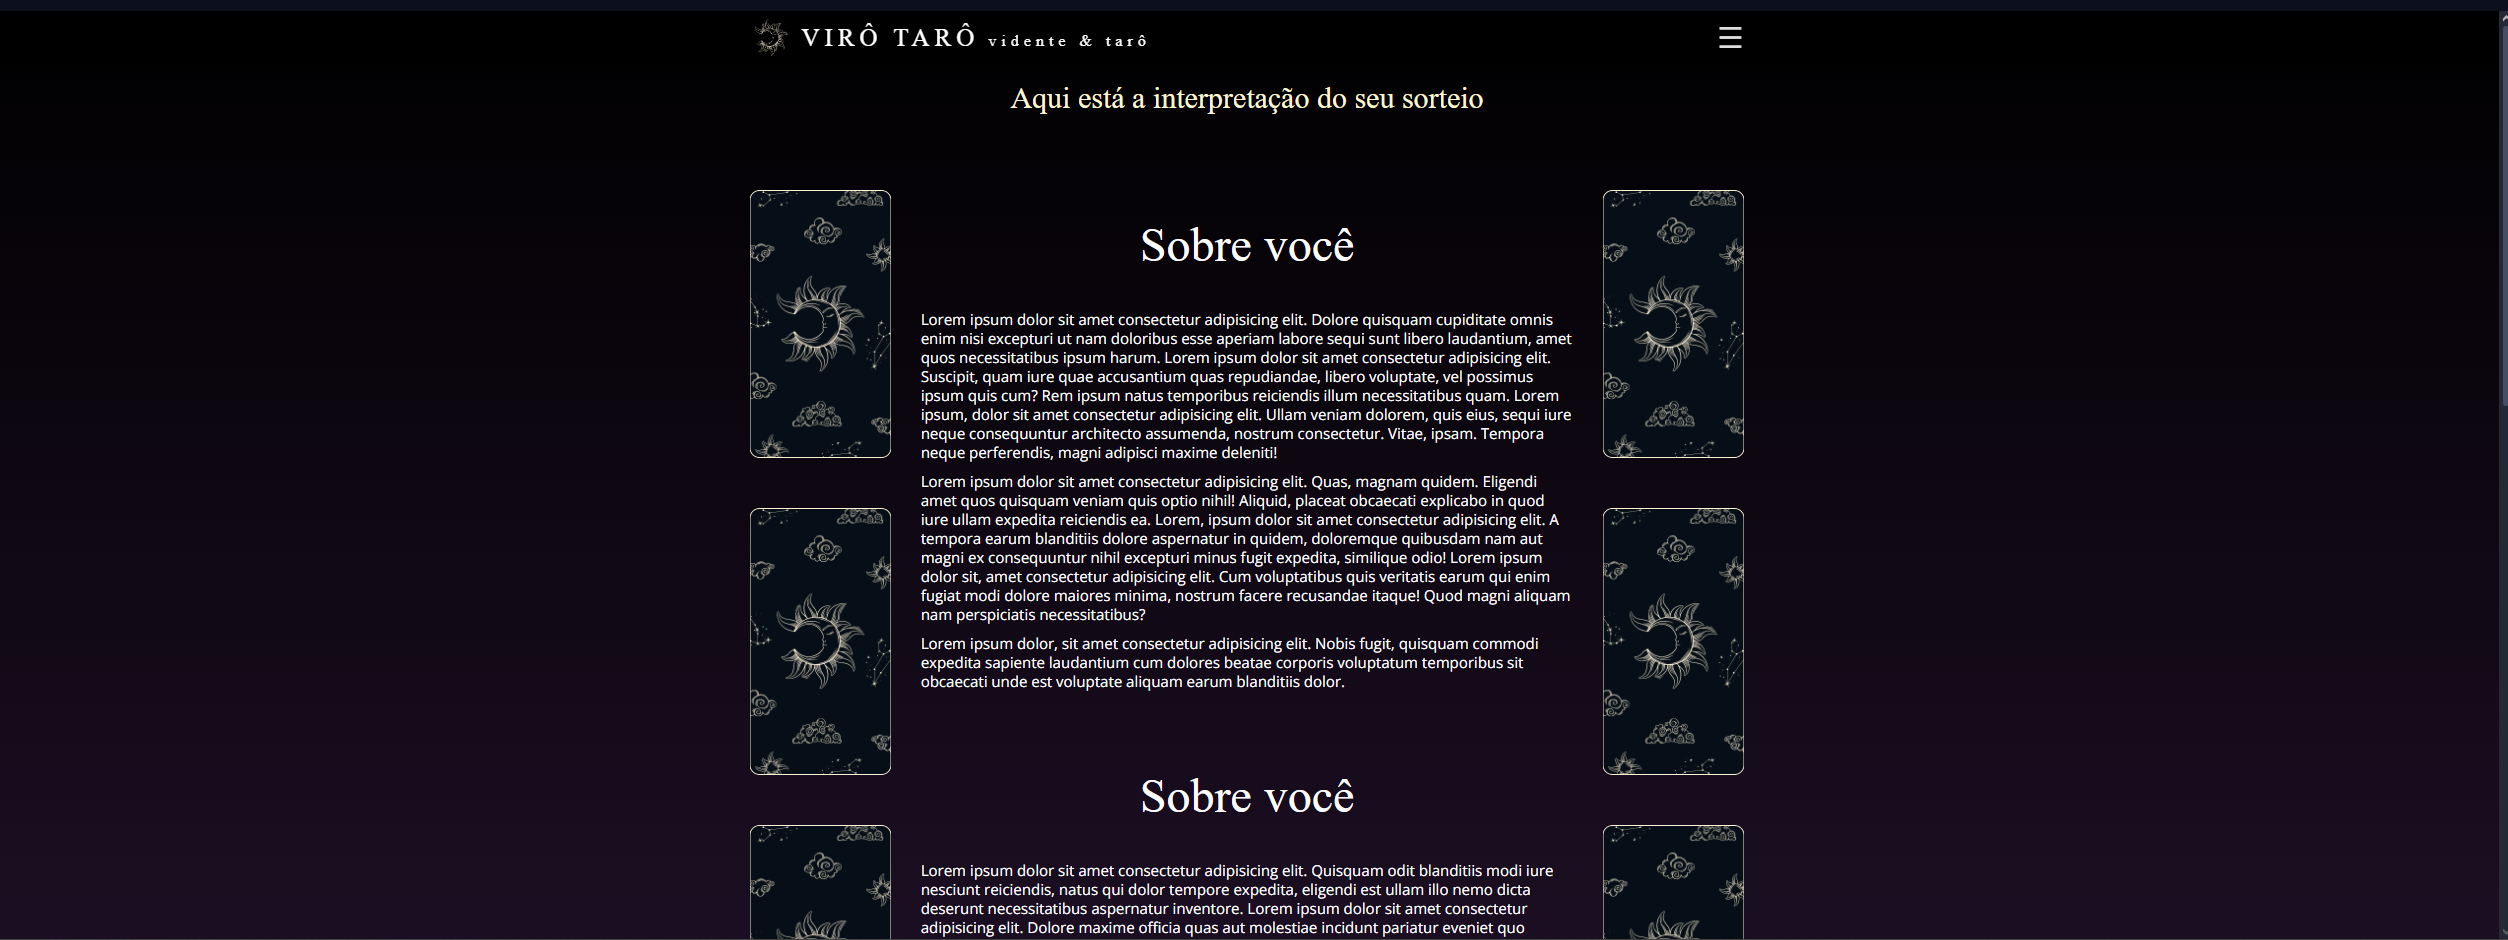 VIRÔ TARÔ vidente & tarô
Aqui está a interpretação do seu sorteio
Sobre você
Lorem ipsum dolor sit amet consectetur adipisicing elit. Dolore quisquam cupiditate omnis
enim nisi excepturi ut nam doloribus esse aperiam labore sequi sunt libero laudantium, amet
quos necessitatibus ipsum harum. Lorem ipsum dolor sit amet consectetur adipisicing elit.
Suscipit, quam iure quae accusantium quas repudiandae, libero voluptate, vel possimus
ipsum quis cum? Rem ipsum natus temporibus reiciendis illum necessitatibus quam. Lorem
ipsum, dolor sit amet consectetur adipisicing elit. Ullam veniam dolorem, quis eius, sequi iure
neque consequuntur architecto assumenda, nostrum consectetur. Vitae, ipsam. Tempora
neque perferendis, magni adipisci maxime deleniti!
Lorem ipsum dolor sit amet consectetur adipisicing elit. Quas, magnam quidem. Eligendi
amet quos quisquam veniam quis optio nihil! Aliquid, placeat obcaecati explicabo in quod
iure ullam expedita reiciendis ea. Lorem, ipsum dolor sit amet consectetur adipisicing elit. A
tempora earum blanditiis dolore aspernatur in quidem, doloremque quibusdam nam aut
magni ex consequuntur nihil excepturi minus fugit expedita, similique odio! Lorem ipsum
dolor sit, amet consectetur adipisicing elit. Cum voluptatibus quis veritatis earum qui enim
fugiat modi dolore maiores minima, nostrum facere recusandae itaque! Quod magni aliquam
nam perspiciatis necessitatibus?
Lorem ipsum dolor, sit amet consectetur adipisicing elit. Nobis fugit, quisquam commodi
expedita sapiente laudantium cum dolores beatae corporis voluptatum temporibus sit
obcaecati unde est voluptate aliquam earum blanditiis dolor.
Sobre você
Lorem ipsum dolor sit amet consectetur adipisicing elit. Quisquam odit blanditiis modi iure
nesciunt reiciendis, natus qui dolor tempore expedita, eligendi est ullam illo nemo dicta
deserunt necessitatibus aspernatur inventore. Lorem ipsum dolor sit amet consectetur
adipisicing elit. Dolore maxime officia quas aut molestiae incidunt pariatur eveniet quo